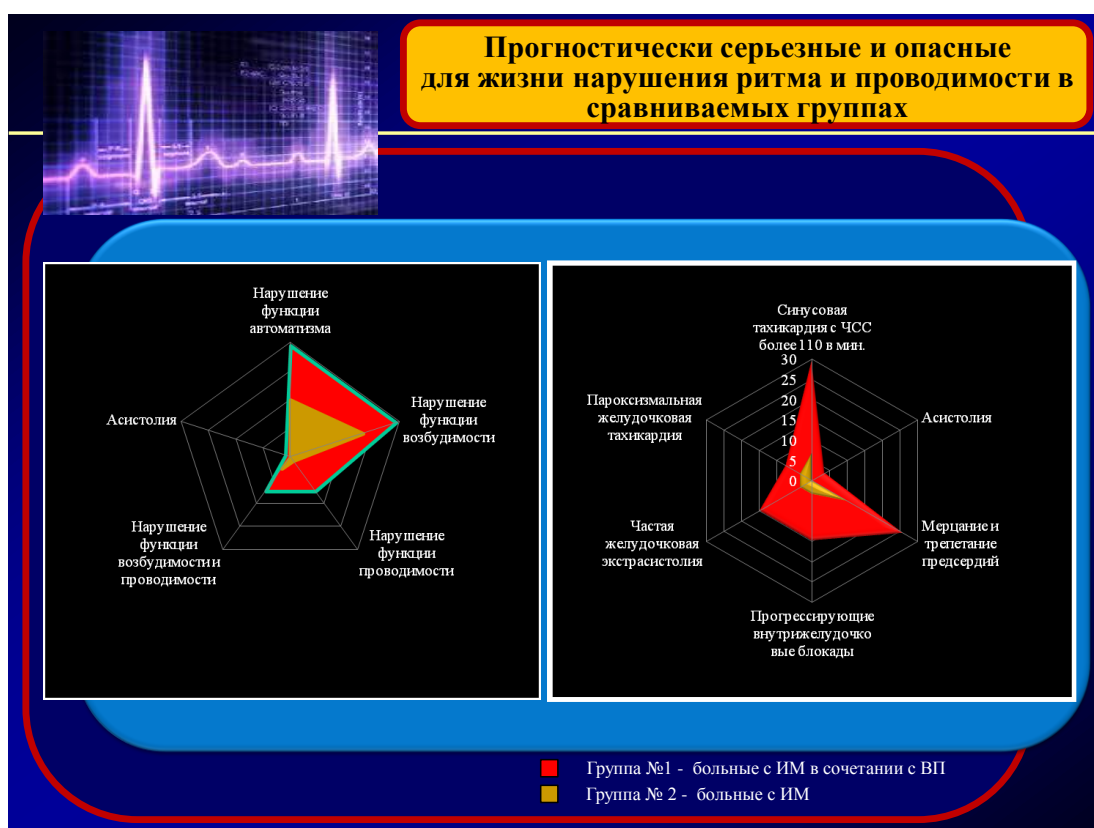 Прогностически серьезные и опасные
для жизни нарушения ритма и проводимости в
сравниваемых группах
Нарушение
функции
автоматизма
Нарушение
функции
возбудимости
Нарушение
функции
проводимости
Нарушение
функции
возбудимости и
проводимости
Асистолия
Синусовая
тахикардия с ЧСС
более 110 в мин.
30
25
20
15
10
5
0
Асистолия
Мерцание и
трепетание
предсердий
Прогрессирующие
внутрижелудочко
вые блокады
Частая
желудочковая
экстрасистолия
Пароксизмальная
желудочковая
тахикардия
Группа №1 - больные с ИМ в сочетании с ВП
Группа № 2 - больные с ИМ